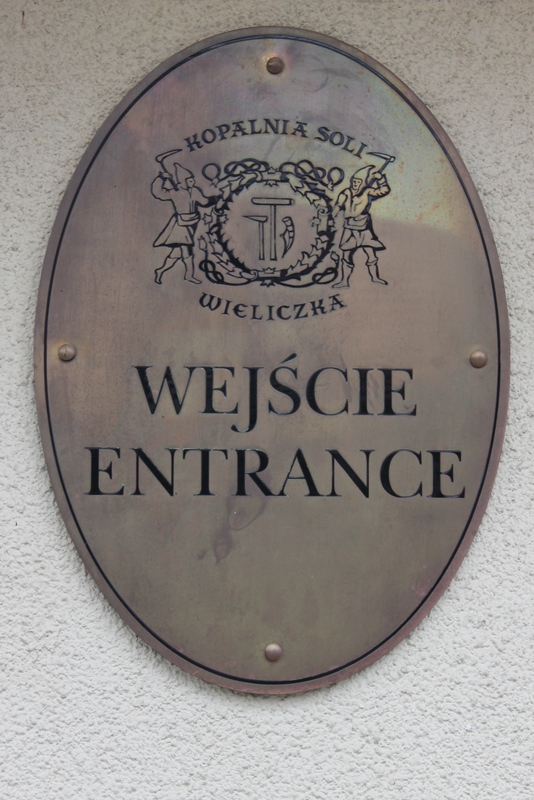 KOPALNIA SOLI
WIELICZKA
WEJŚCIE
ENTRANCE